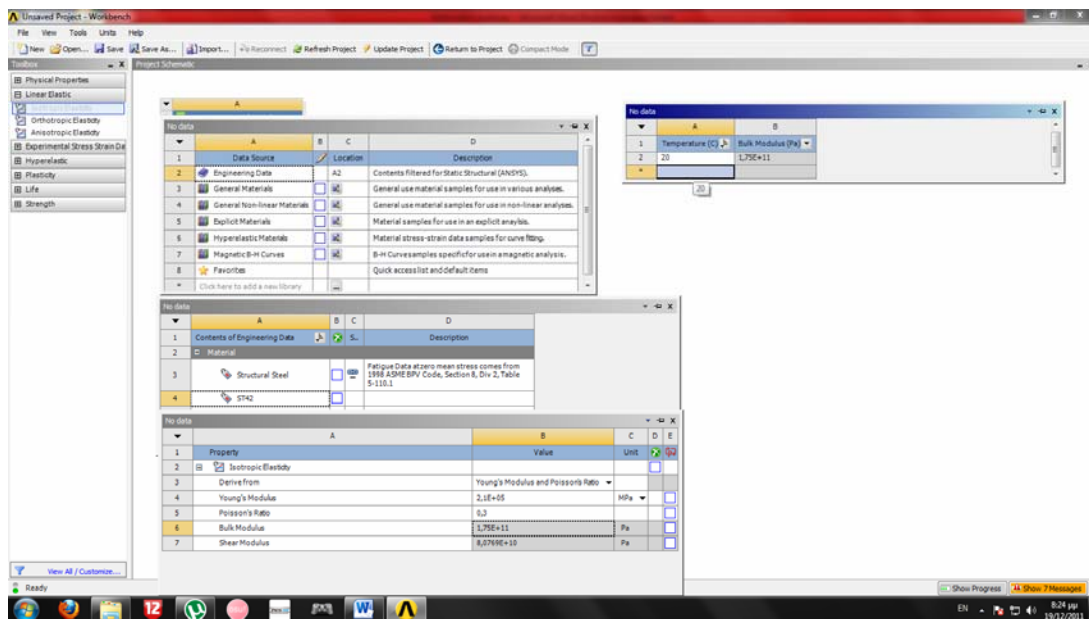 Unsaved Project - Workbench
File View Tools Units Help
New Open... Save Save As... Import... Reconnect Refresh Project Update Project Return to Project Compact Mode
Toolbox
Project Schematic
Physical Properties
Linear Elastic
Orthotropic Elasticity
Anisotropic Elasticity
Experimental Stress Strain Da
Hyperelastic
Plasticity
Life
Strength
View All / Customize...
A
No data
A B C D
1 Data Source Location Description
2 Engineering Data A2 Contents filtered for Static Structural (ANSYS).
3 General Materials General use material samples for use in various analyses.
4 General Non-linear Materials General use material samples for use in non-linear analyses.
5 Explicit Materials Material samples for use in an explicit anaylsis.
6 Hyperelastic Materials Material stress-strain data samples for curve fitting.
7 Magnetic B-H Curves B-H Curve samples specific for use in a magnetic analysis.
8 Favorites Quick access list and default items
* Click here to add a new library ...
No data
A B C D
1 Contents of Engineering Data S.. Description
2 Material
3 Structural Steel Fatigue Data at zero mean stress comes from
1998 ASME BPV Code, Section 8, Div 2, Table
5-110.1
4 ST42
No data
A B C D E
1 Property Value Unit
2 Isotropic Elasticity
3 Derive from Young's Modulus and Poisson's Ratio
4 Young's Modulus 2,1E+05 MPa
5 Poisson's Ratio 0,3
6 Bulk Modulus 1,75E+11 Pa
7 Shear Modulus 8,0769E+10 Pa
No data
A B
1 Temperature (C) Bulk Modulus (Pa)
2 20 1,75E+11
*
20
Ready
Show Progress Show 7 Messages
12
W
EN
8:24 μμ
19/12/2011